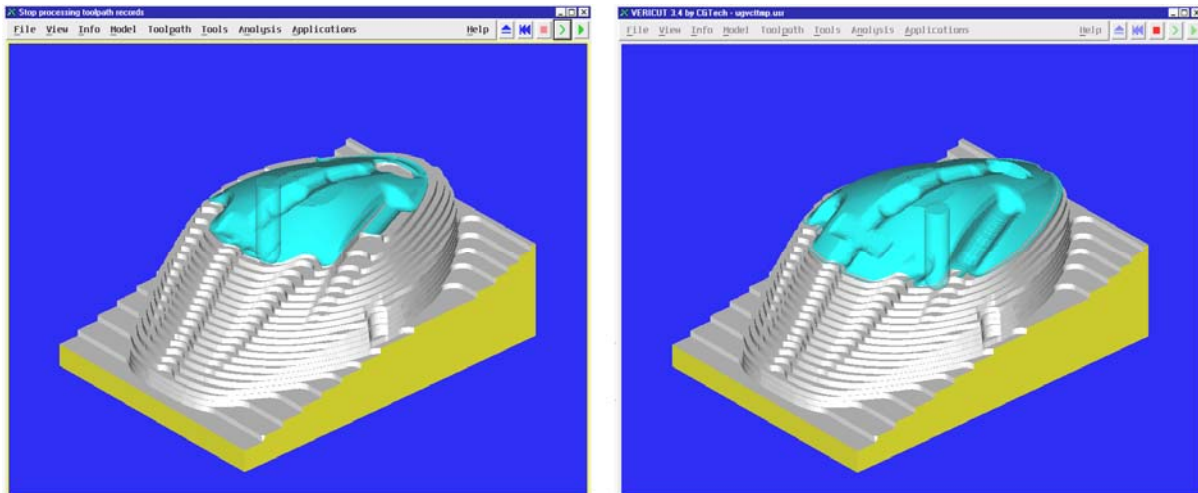 Stop processing toolpath records
File View Info Model Toolpath Tools Analysis Applications Help
VERICUT 3.4 by CGTech - ugvcttmp.usr
File View Info Model Toolpath Tools Analysis Applications Help